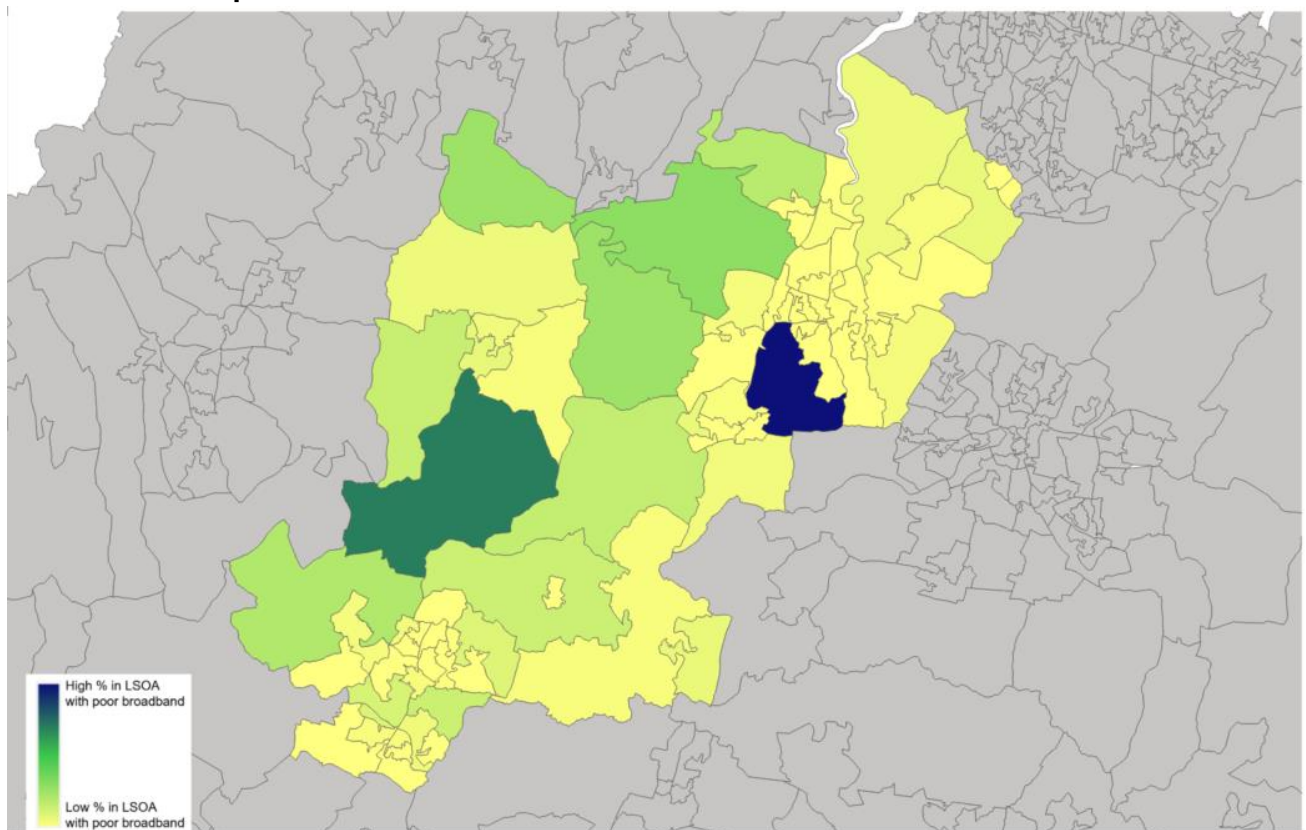 High % in LSOA
with poor broadband
Low % in LSOA
with poor broadband